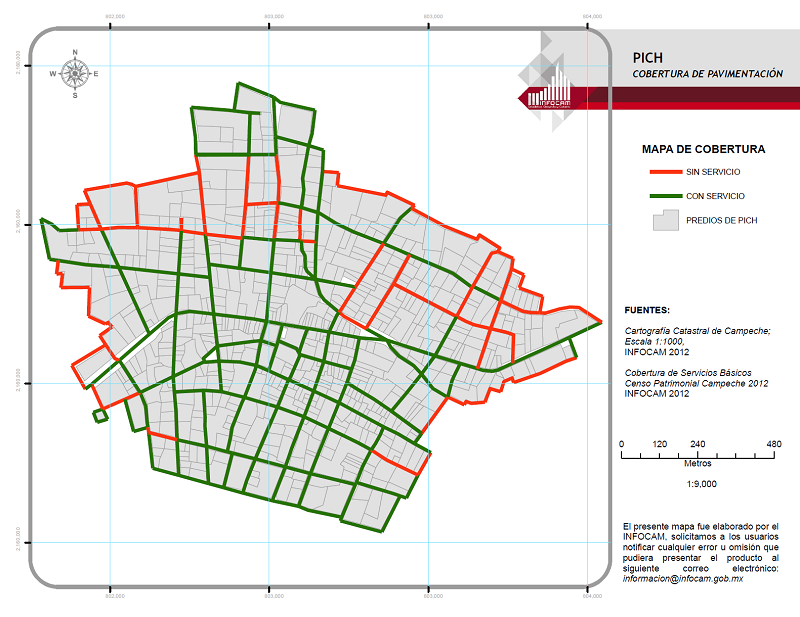 802,000
803,000
803,000
804,000
N
W
E
S
INFOCAM
PICH
COBERTURA DE PAVIMENTACIÓN
MAPA DE COBERTURA
SIN SERVICIO
CON SERVICIO
PREDIOS DE PICH
FUENTES:
Cartografía Catastral de Campeche;
Escala 1:1000,
INFOCAM 2012
Cobertura de Servicios Básicos
Censo Patrimonial Campeche 2012
INFOCAM 2012
0 120 240 480
Metros
1:9,000
El presente mapa fue elaborado por el
INFOCAM, solicitamos a los usuarios
notificar cualquier error u omisión que
pudiera presentar el producto al
siguiente correo electrónico:
informacion@infocam.gob.mx
802,000
803,000
803,000
804,000